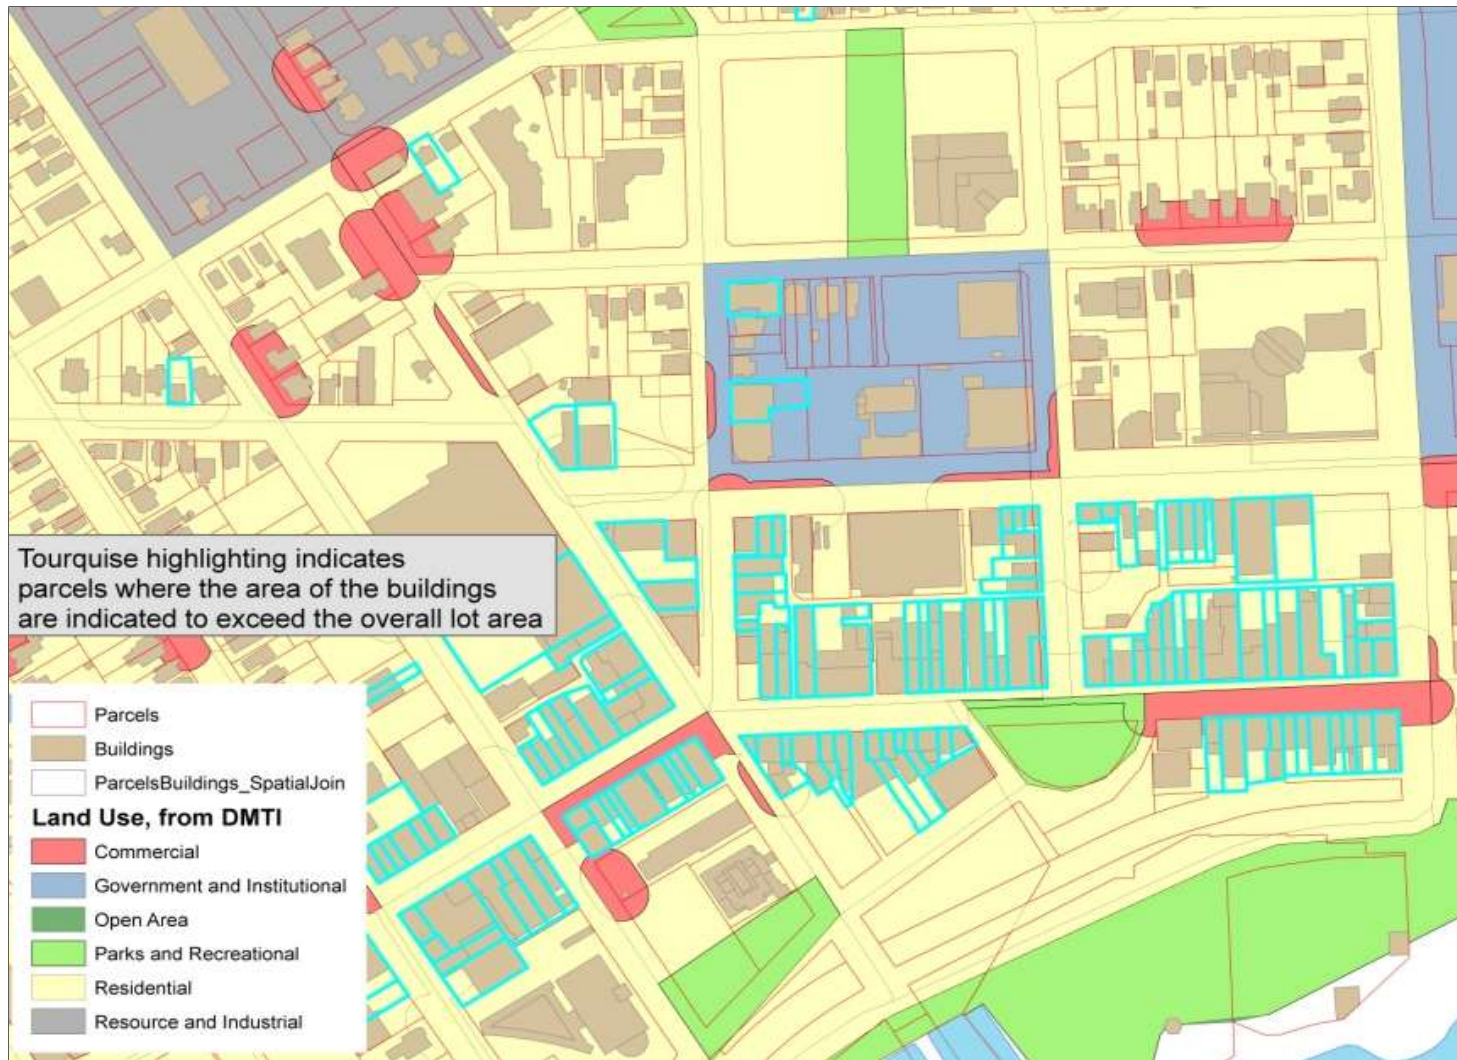 Tourquise highlighting indicates
parcels where the area of the buildings
are indicated to exceed the overall lot area
Parcels
Buildings
ParcelsBuildings_SpatialJoin
Land Use, from DMTI
Commercial
Government and Institutional
Open Area
Parks and Recreational
Residential
Resource and Industrial